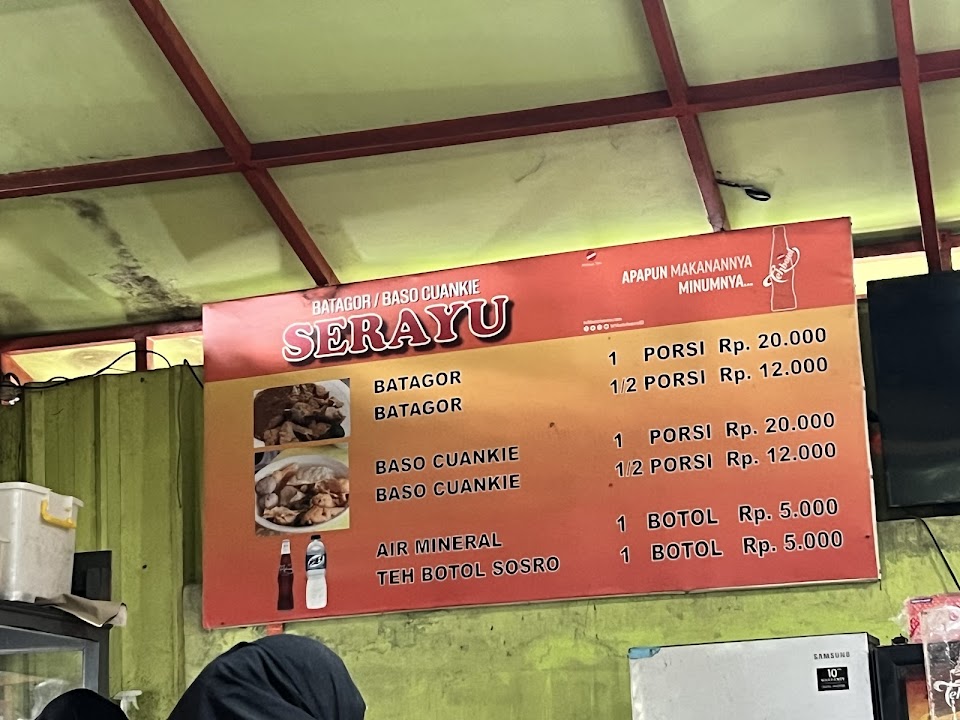 BATAGOR / BASO CUANKIE
SERAYU
APAPUN MAKANANNYA
MINUMNYA....
BATAGOR 1 PORSI Rp. 20.000
BATAGOR 1/2 PORSI Rp. 12.000
BASO CUANKIE 1 PORSI Rp. 20.000
BASO CUANKIE 1/2 PORSI Rp. 12.000
AIR MINERAL 1 BOTOL Rp. 5.000
TEH BOTOL SOSRO 1 BOTOL Rp. 5.000
SAMSUNG
10